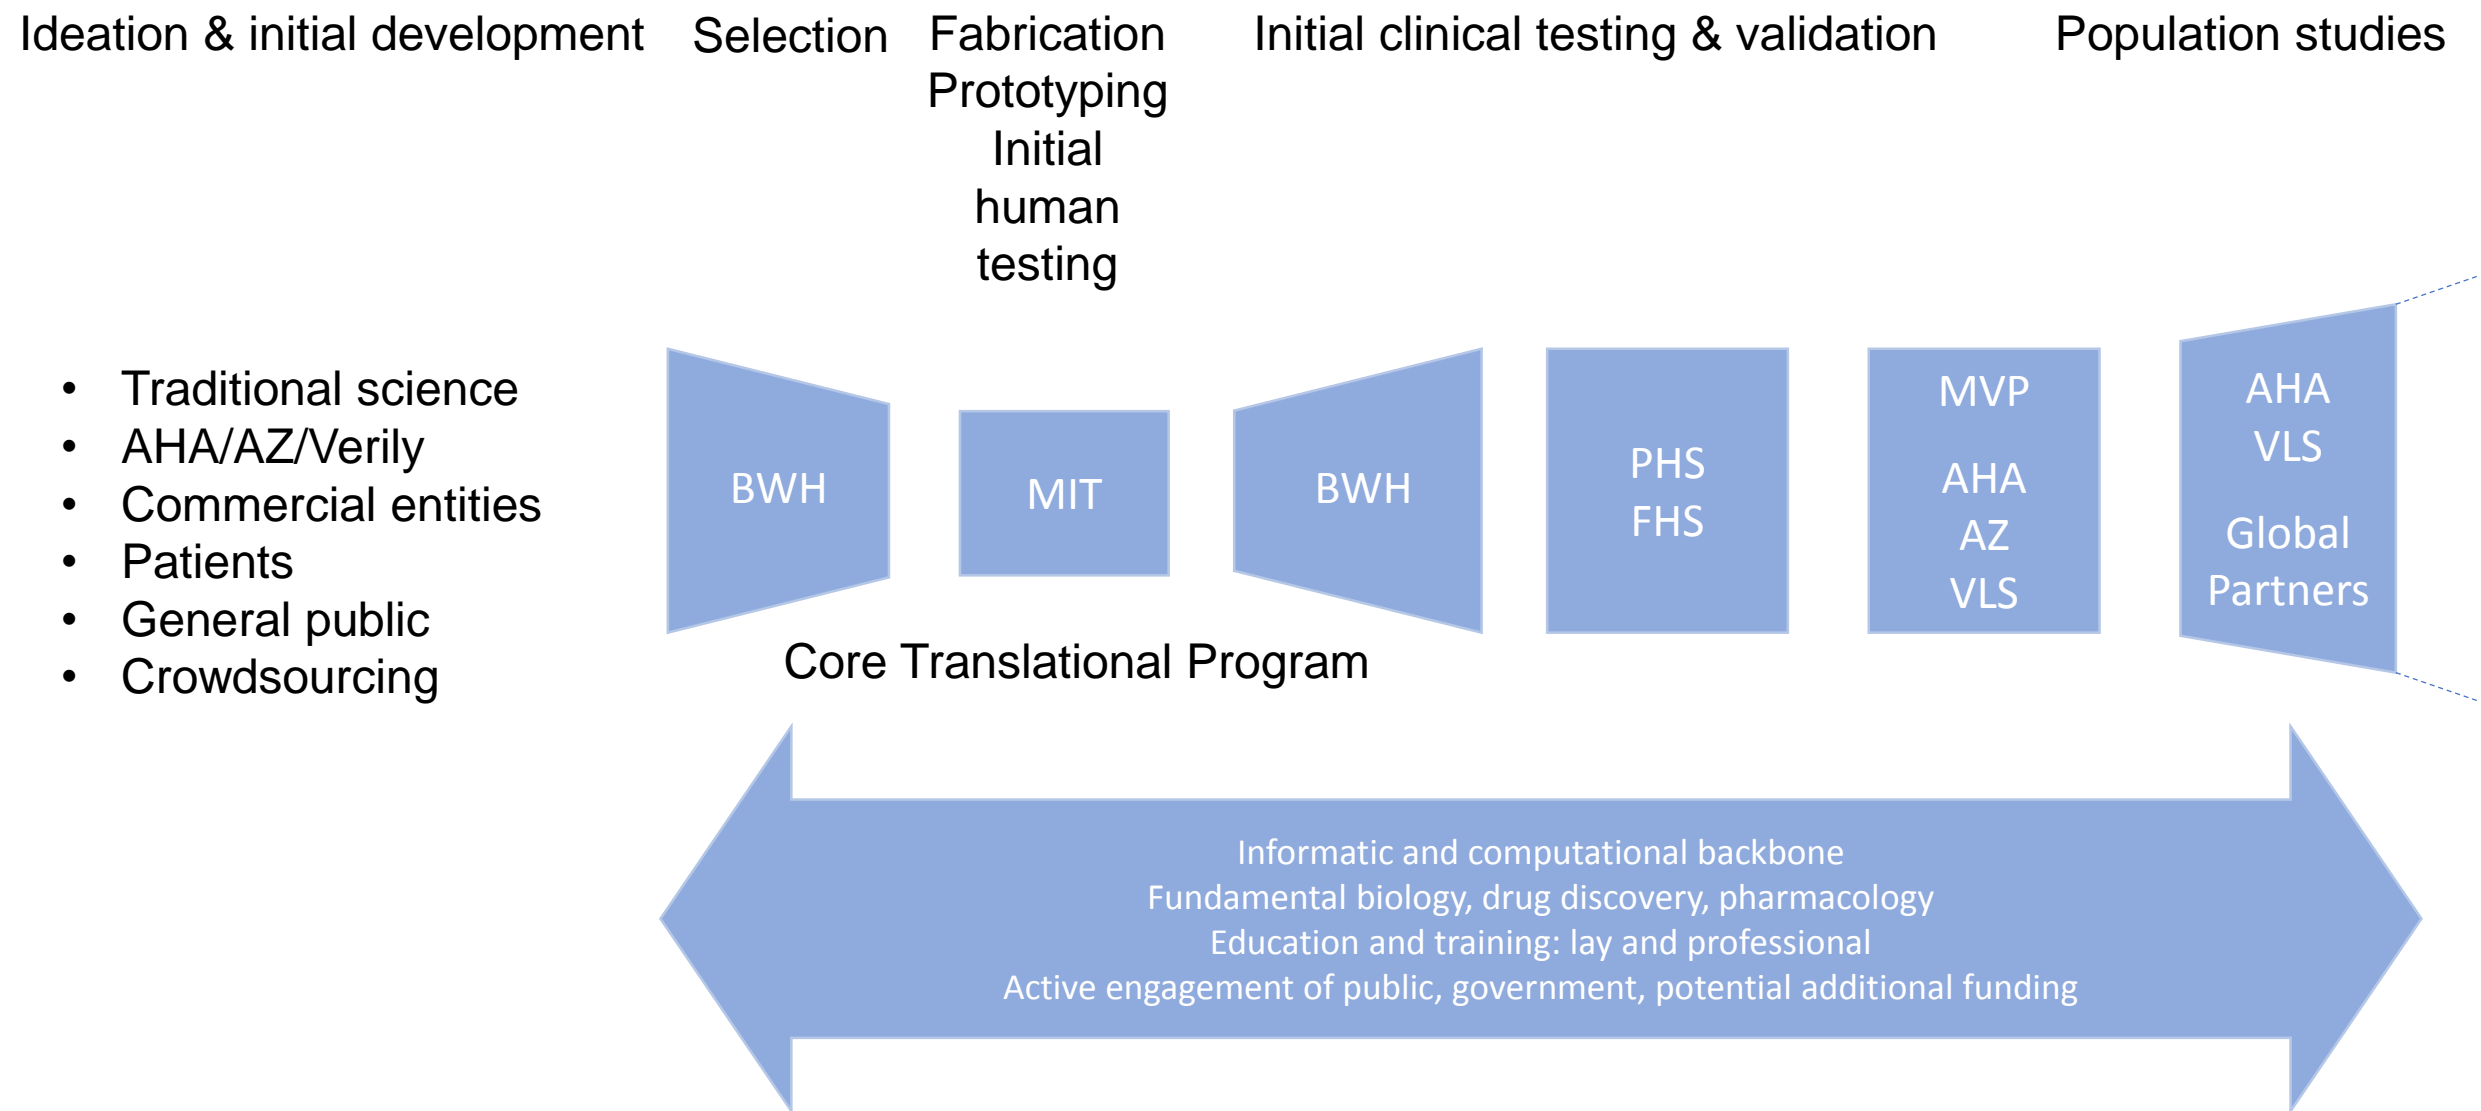 Ideation & initial development
Selection
Fabrication
Prototyping
Initial
human
testing
Initial clinical testing & validation
Population studies
• Traditional science
• AHA/AZ/Verily
• Commercial entities
• Patients
• General public
• Crowdsourcing
BWH
MIT
BWH
PHS
FHS
MVP
AHA
AZ
VLS
AHA
VLS
Global
Partners
Core Translational Program
Informatic and computational backbone
Fundamental biology, drug discovery, pharmacology
Education and training: lay and professional
Active engagement of public, government, potential additional funding